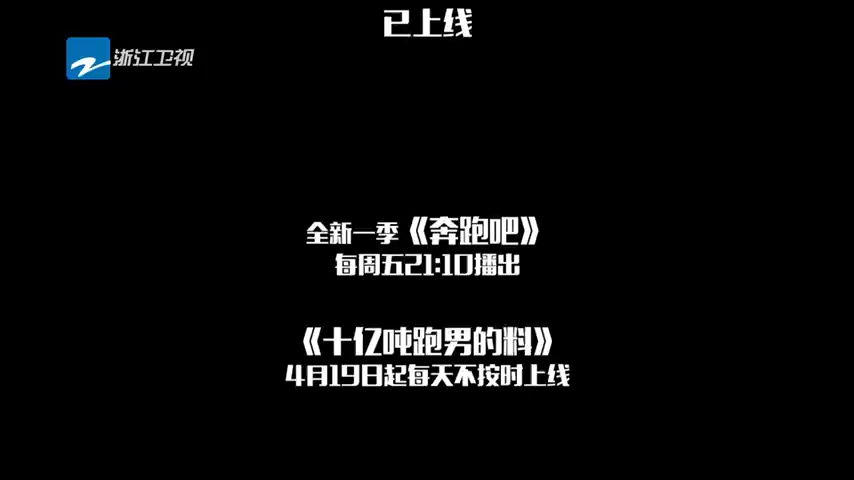 已上线
浙江卫视
全新一季《奔跑吧》
每周五21:10播出
《十亿吨跑男的料》
4月19日起每天不按时上线